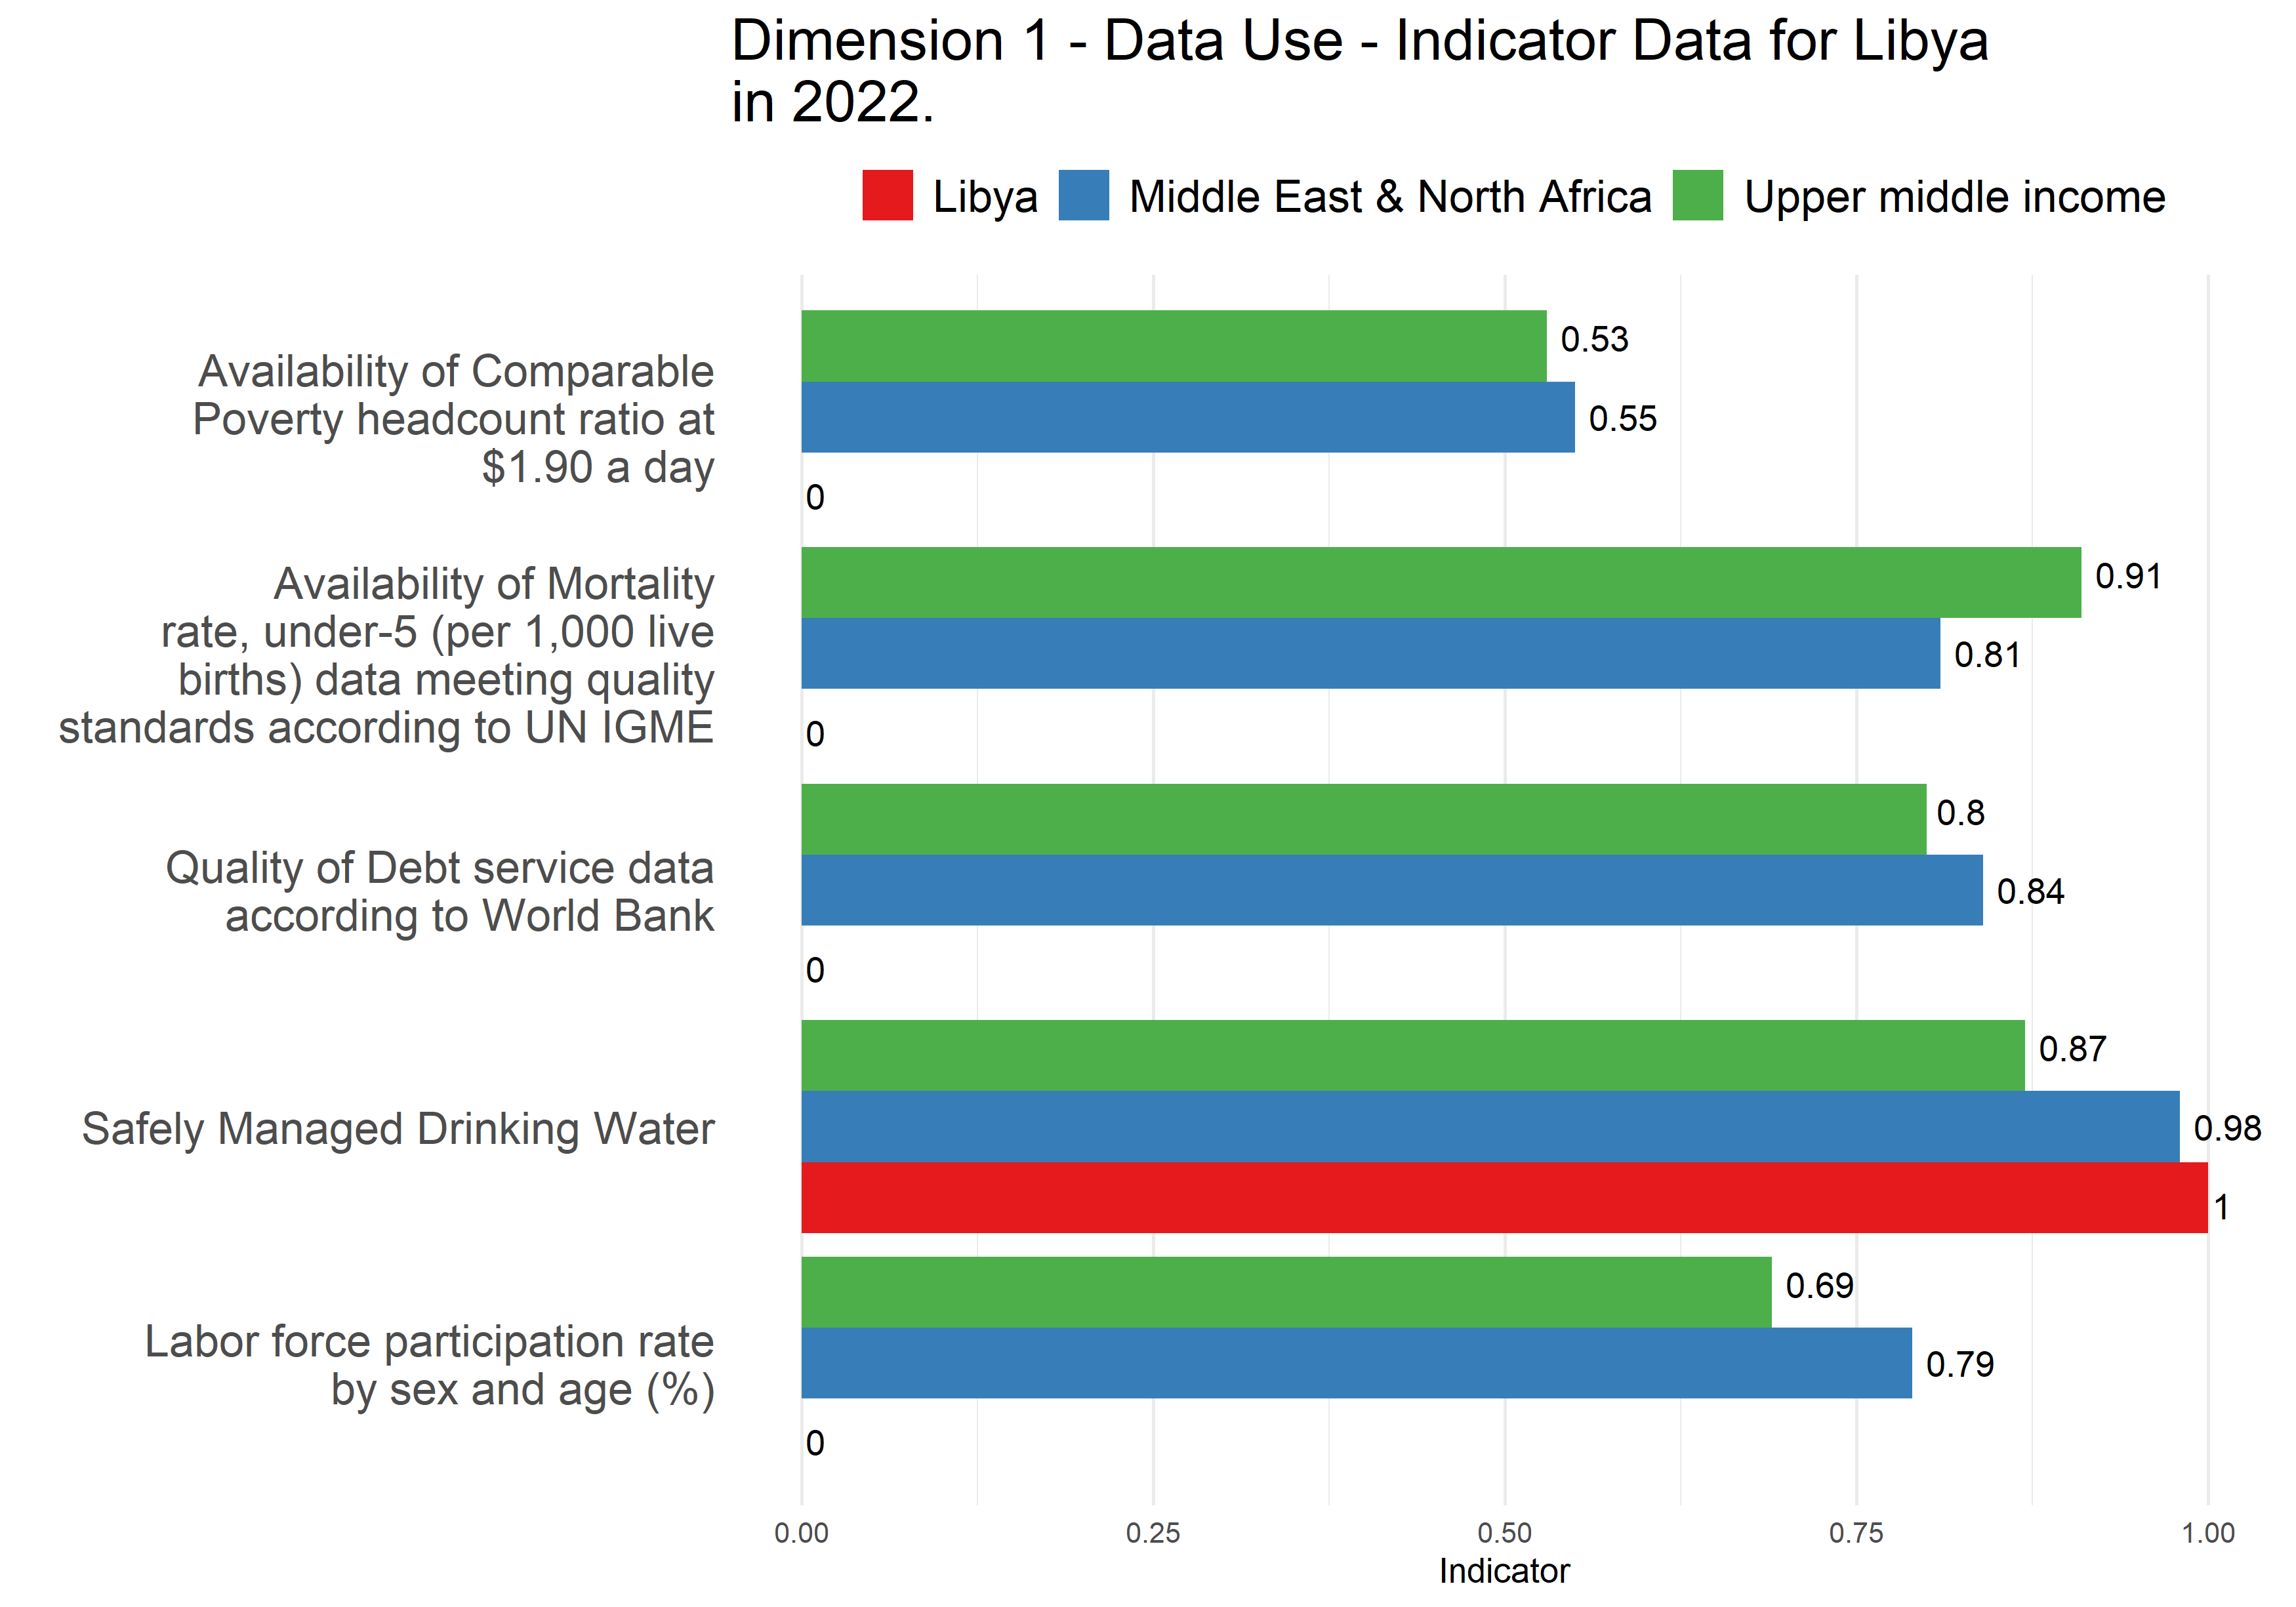 Dimension 1 - Data Use - Indicator Data for Libya
in 2022.
Libya
Middle East & North Africa
Upper middle income
Availability of Comparable
Poverty headcount ratio at
$1.90 a day
0.53
0.55
0
Availability of Mortality
rate, under-5 (per 1,000 live
births) data meeting quality
standards according to UN IGME
0.91
0.81
0
Quality of Debt service data
according to World Bank
0.8
0.84
0
Safely Managed Drinking Water
0.87
0.98
1
Labor force participation rate
by sex and age (%)
0.69
0.79
0
0.00
0.25
0.50
0.75
1.00
Indicator